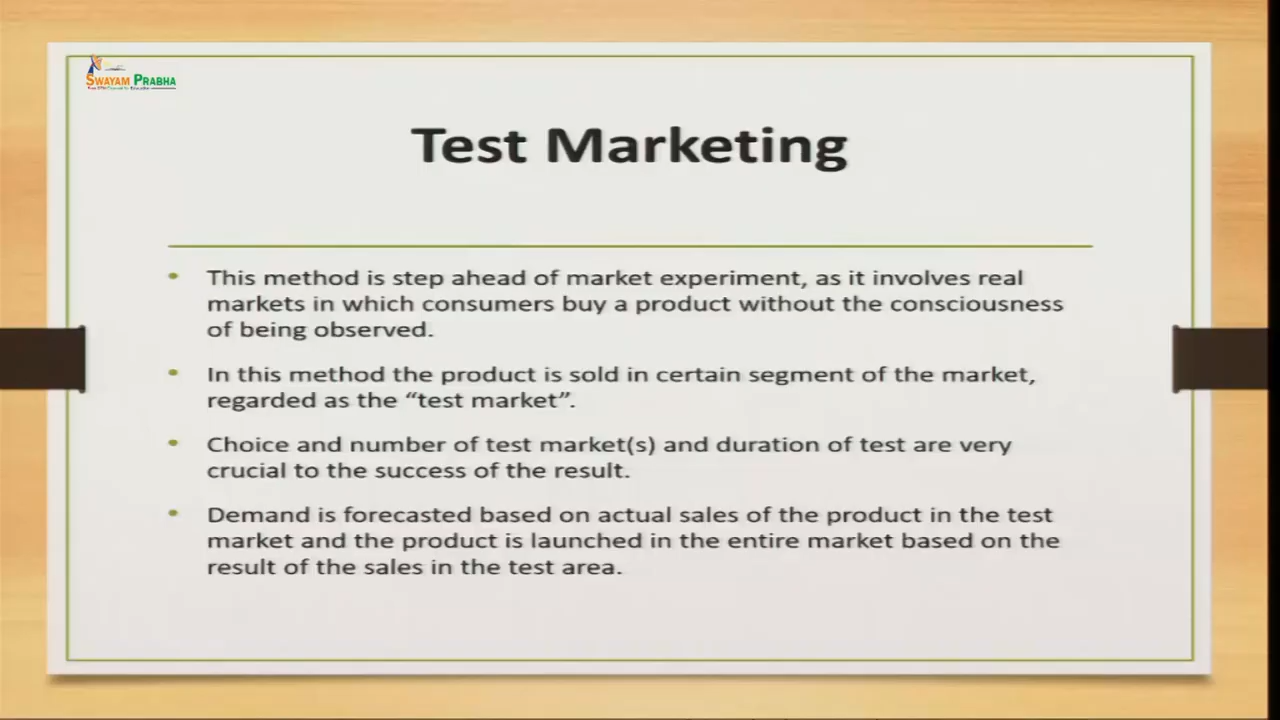 SWAYAM PRABHA
Test Marketing
• This method is step ahead of market experiment, as it involves real
markets in which consumers buy a product without the consciousness
of being observed.
• In this method the product is sold in certain segment of the market,
regarded as the “test market”.
• Choice and number of test market(s) and duration of test are very
crucial to the success of the result.
• Demand is forecasted based on actual sales of the product in the test
market and the product is launched in the entire market based on the
result of the sales in the test area.